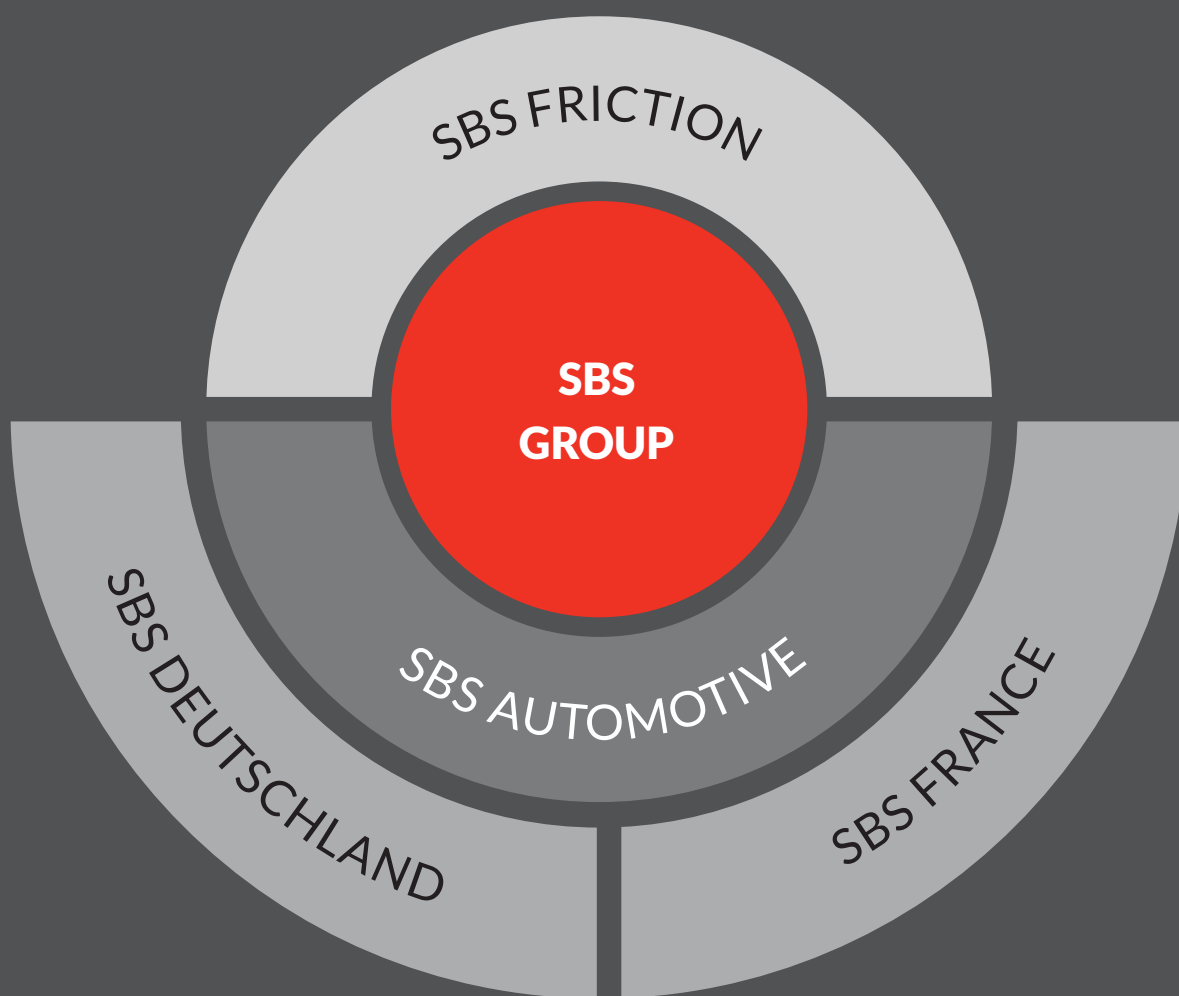 SBS FRICTION
SBS
GROUP
SBS AUTOMOTIVE
SBS DEUTSCHLAND
SBS FRANCE